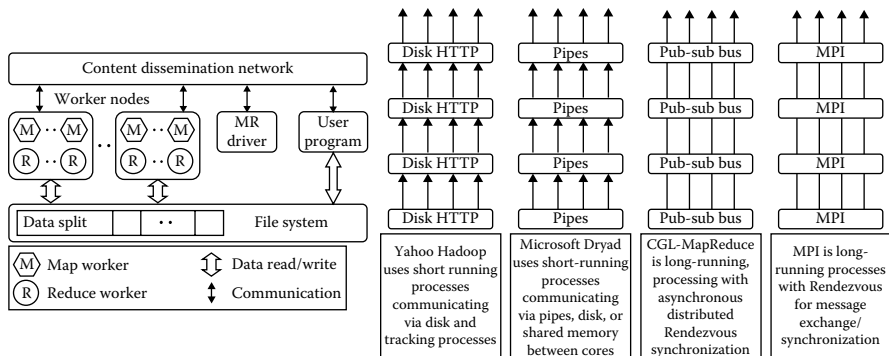 Content dissemination network
Worker nodes
M ·· M
M ·· M
R ·· R
··
R ·· R
MR
driver
User
program
Data split
··
File system
M Map worker
Data read/write
R Reduce worker
Communication
Disk HTTP
Disk HTTP
Disk HTTP
Disk HTTP
Yahoo Hadoop
uses short running
processes
communicating
via disk and
tracking processes
Pipes
Pipes
Pipes
Pipes
Microsoft Dryad
uses short-running
processes
communicating
via pipes, disk, or
shared memory
between cores
Pub-sub bus
Pub-sub bus
Pub-sub bus
Pub-sub bus
CGL-MapReduce
is long-running,
processing with
asynchronous
distributed
Rendezvous
synchronization
MPI
MPI
MPI
MPI
MPI is long-
running processes
with Rendezvous
for message
exchange/
synchronization